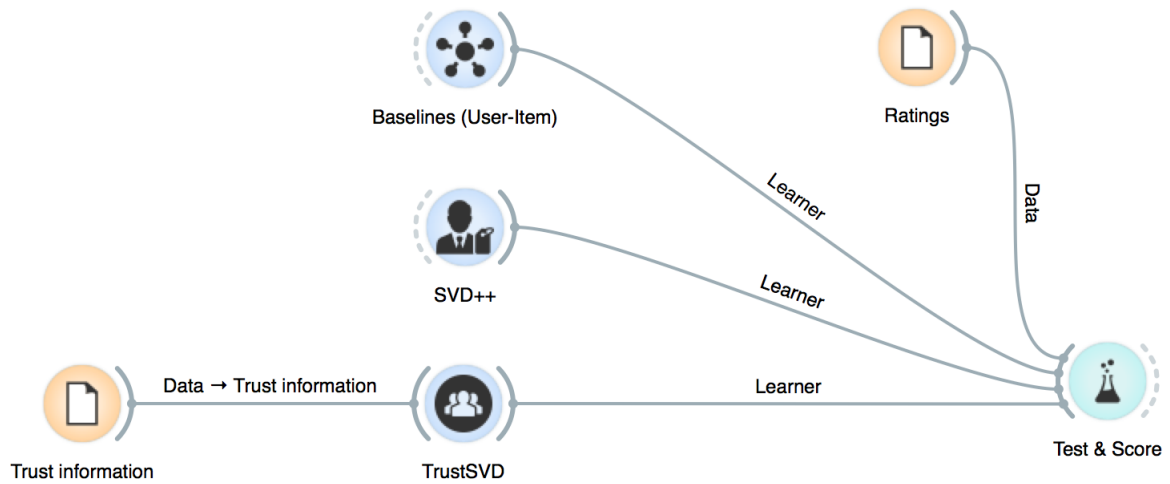 Baselines (User-Item)
Ratings
Learner
Data
SVD++
Learner
Data → Trust information
Learner
Trust information
TrustSVD
Test & Score